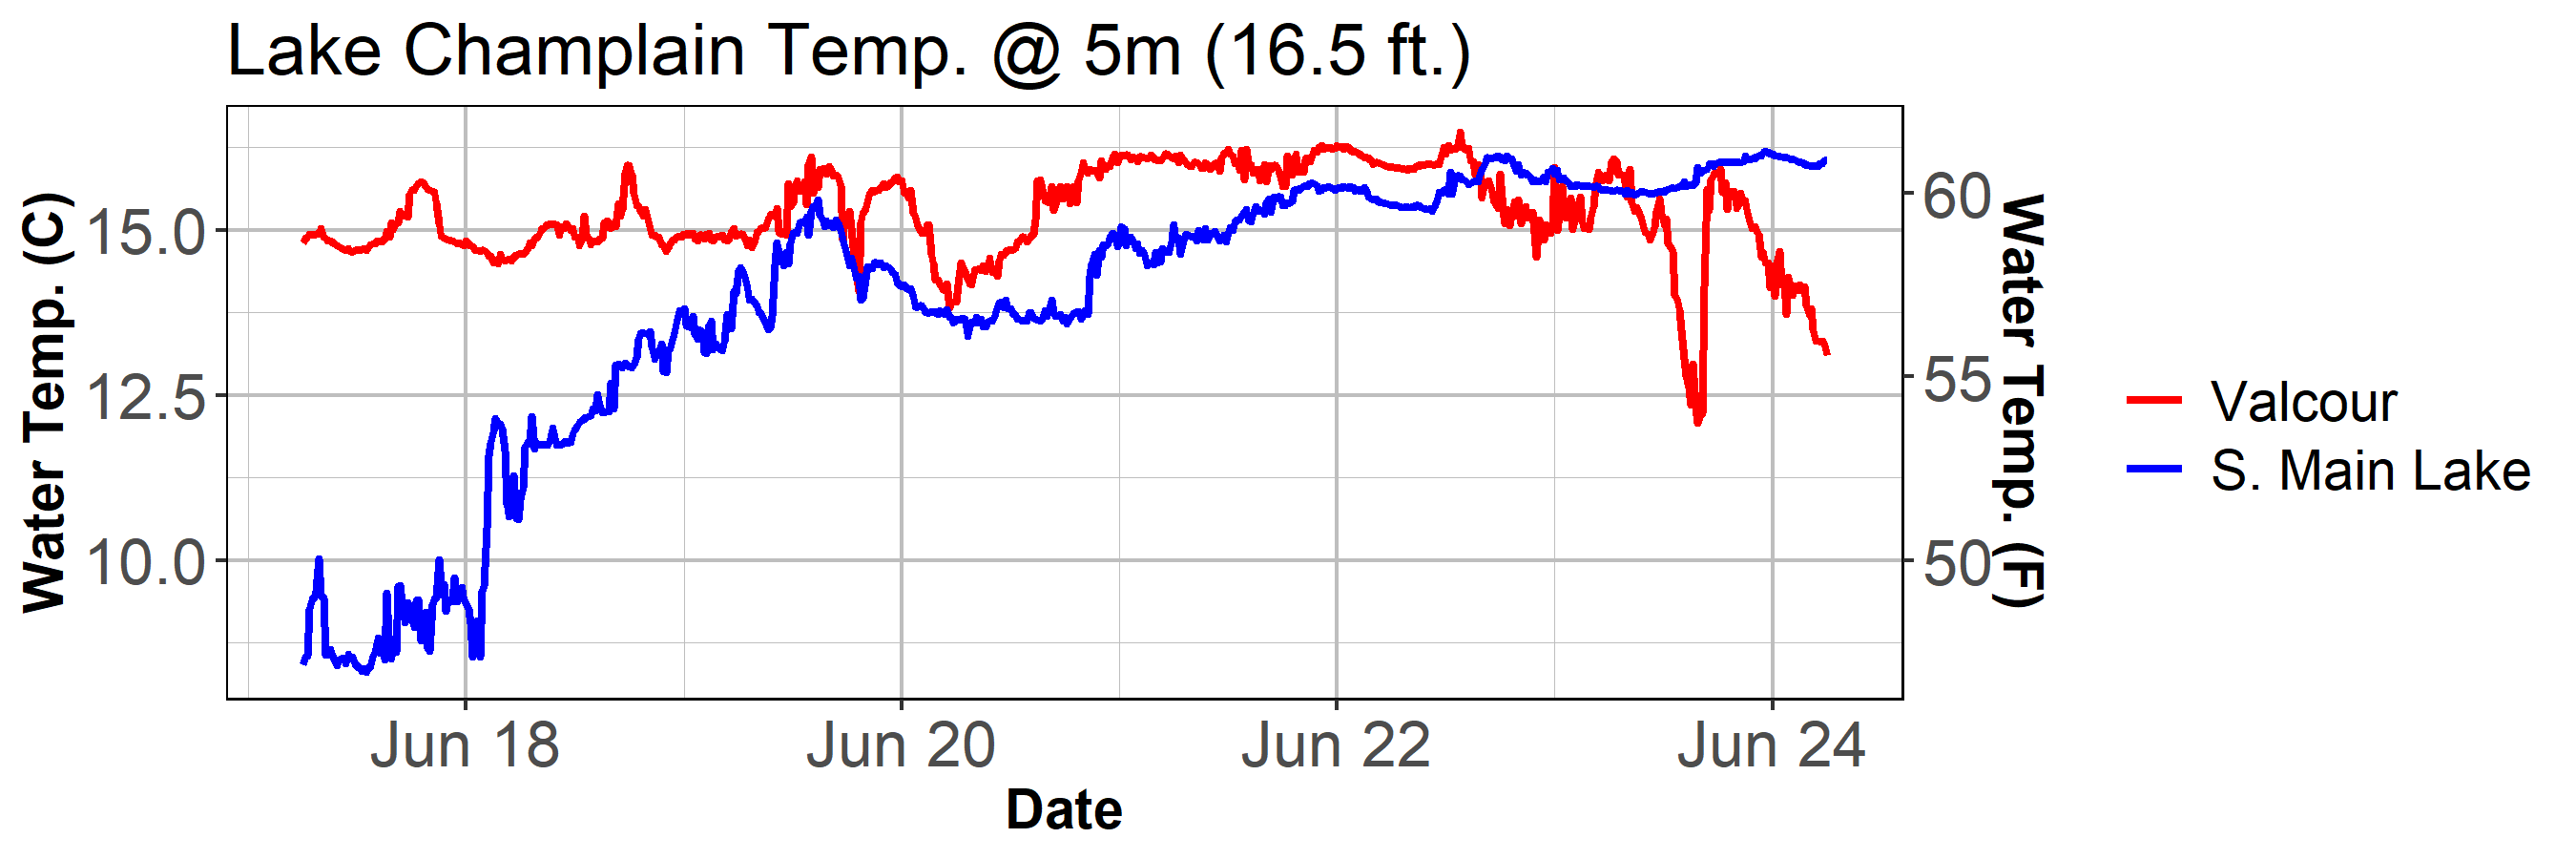 Lake Champlain Temp. @ 5m (16.5 ft.)
Water Temp. (C)
15.0
12.5
10.0
60
55
50
Water Temp. (F)
Jun 18
Jun 20
Jun 22
Jun 24
Date
Valcour
S. Main Lake